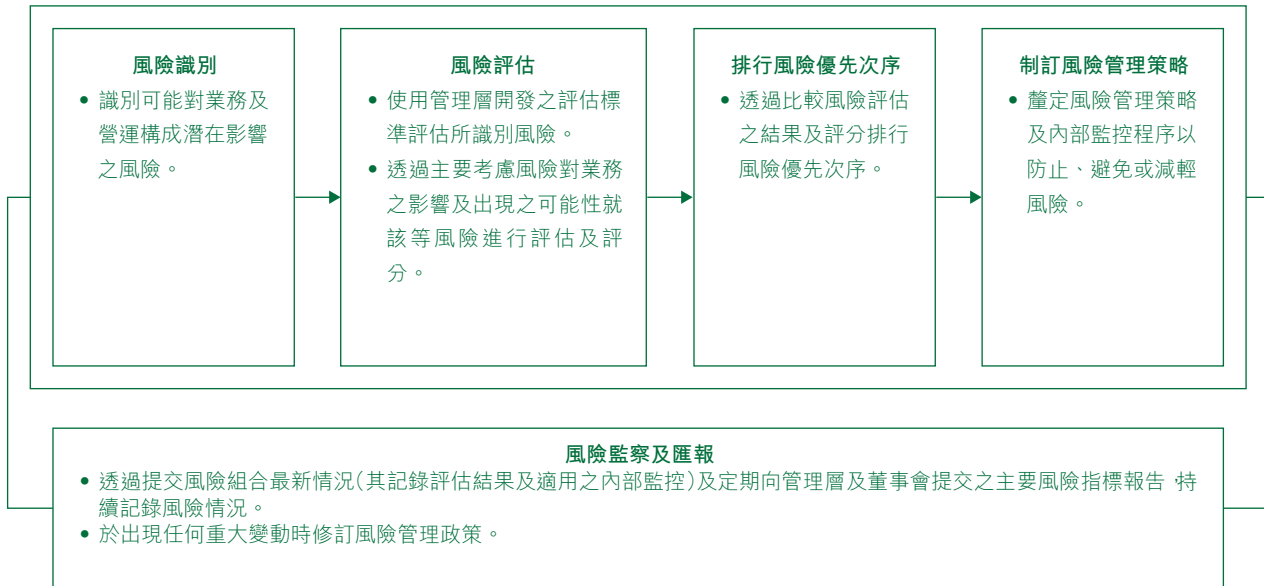 風險識別
• 識別可能對業務及
營運構成潛在影響
之風險。
風險評估
• 使用管理層開發之評估標
準評估所識別風險。
• 透過主要考慮風險對業務
之影響及出現之可能性就
該等風險進行評估及評
分。
排行風險優先次序
• 透過比較風險評估
之結果及評分排行
風險優先次序。
制訂風險管理策略
• 釐定風險管理策略
及內部監控程序以
防止、避免或減輕
風險。
風險監察及匯報
• 透過提交風險組合最新情況(其記錄評估結果及適用之內部監控)及定期向管理層及董事會提交之主要風險指標報告 持
續記錄風險情況。
• 於出現任何重大變動時修訂風險管理政策。